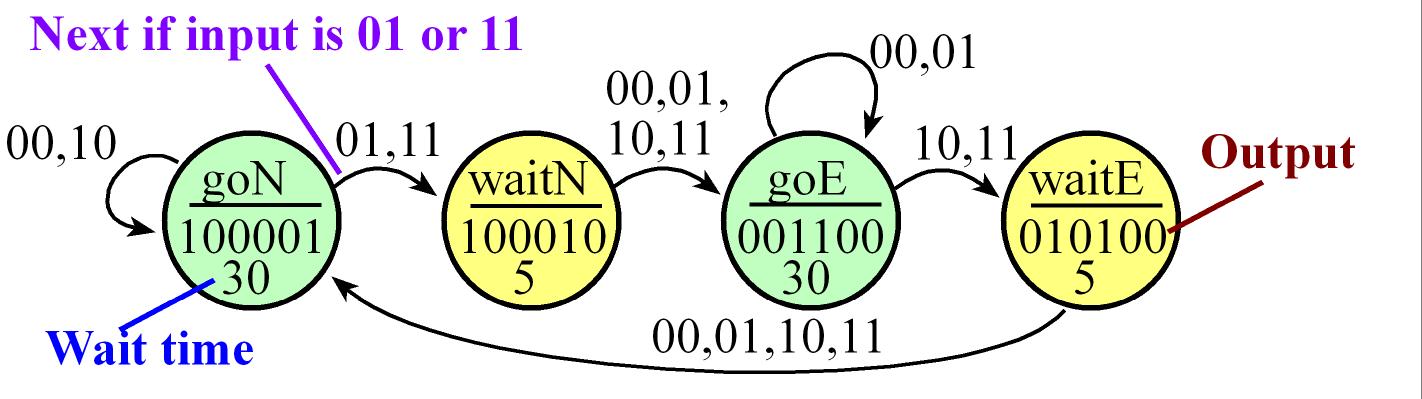 Next if input is 01 or 11
00,10
01,11
00,01,
10,11
00,01
10,11
Output
goN
100001
30
waitN
100010
5
goE
001100
30
waitE
010100
5
Wait time
00,01,10,11